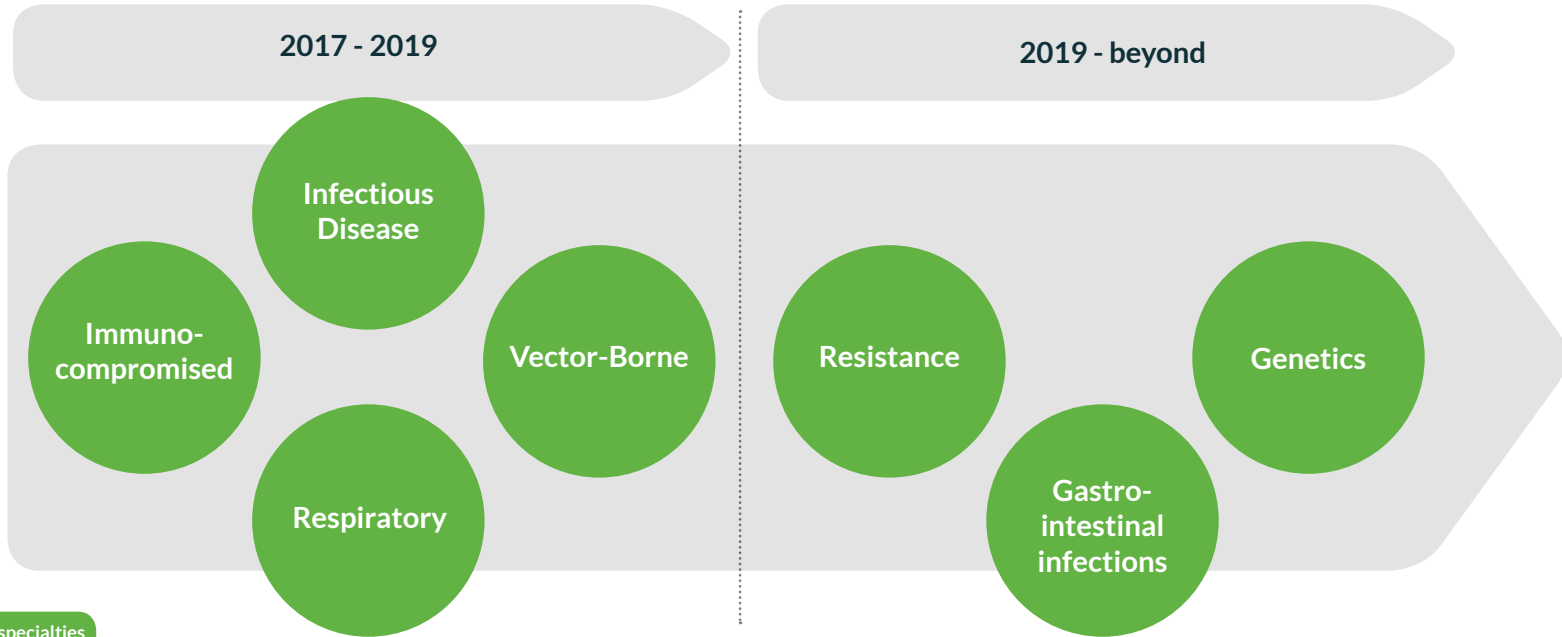 2017 - 2019
2019 - beyond
Infectious
Disease
Immuno-
compromised
Vector-Borne
Respiratory
Resistance
Gastro-
intestinal
infections
Genetics
specialties